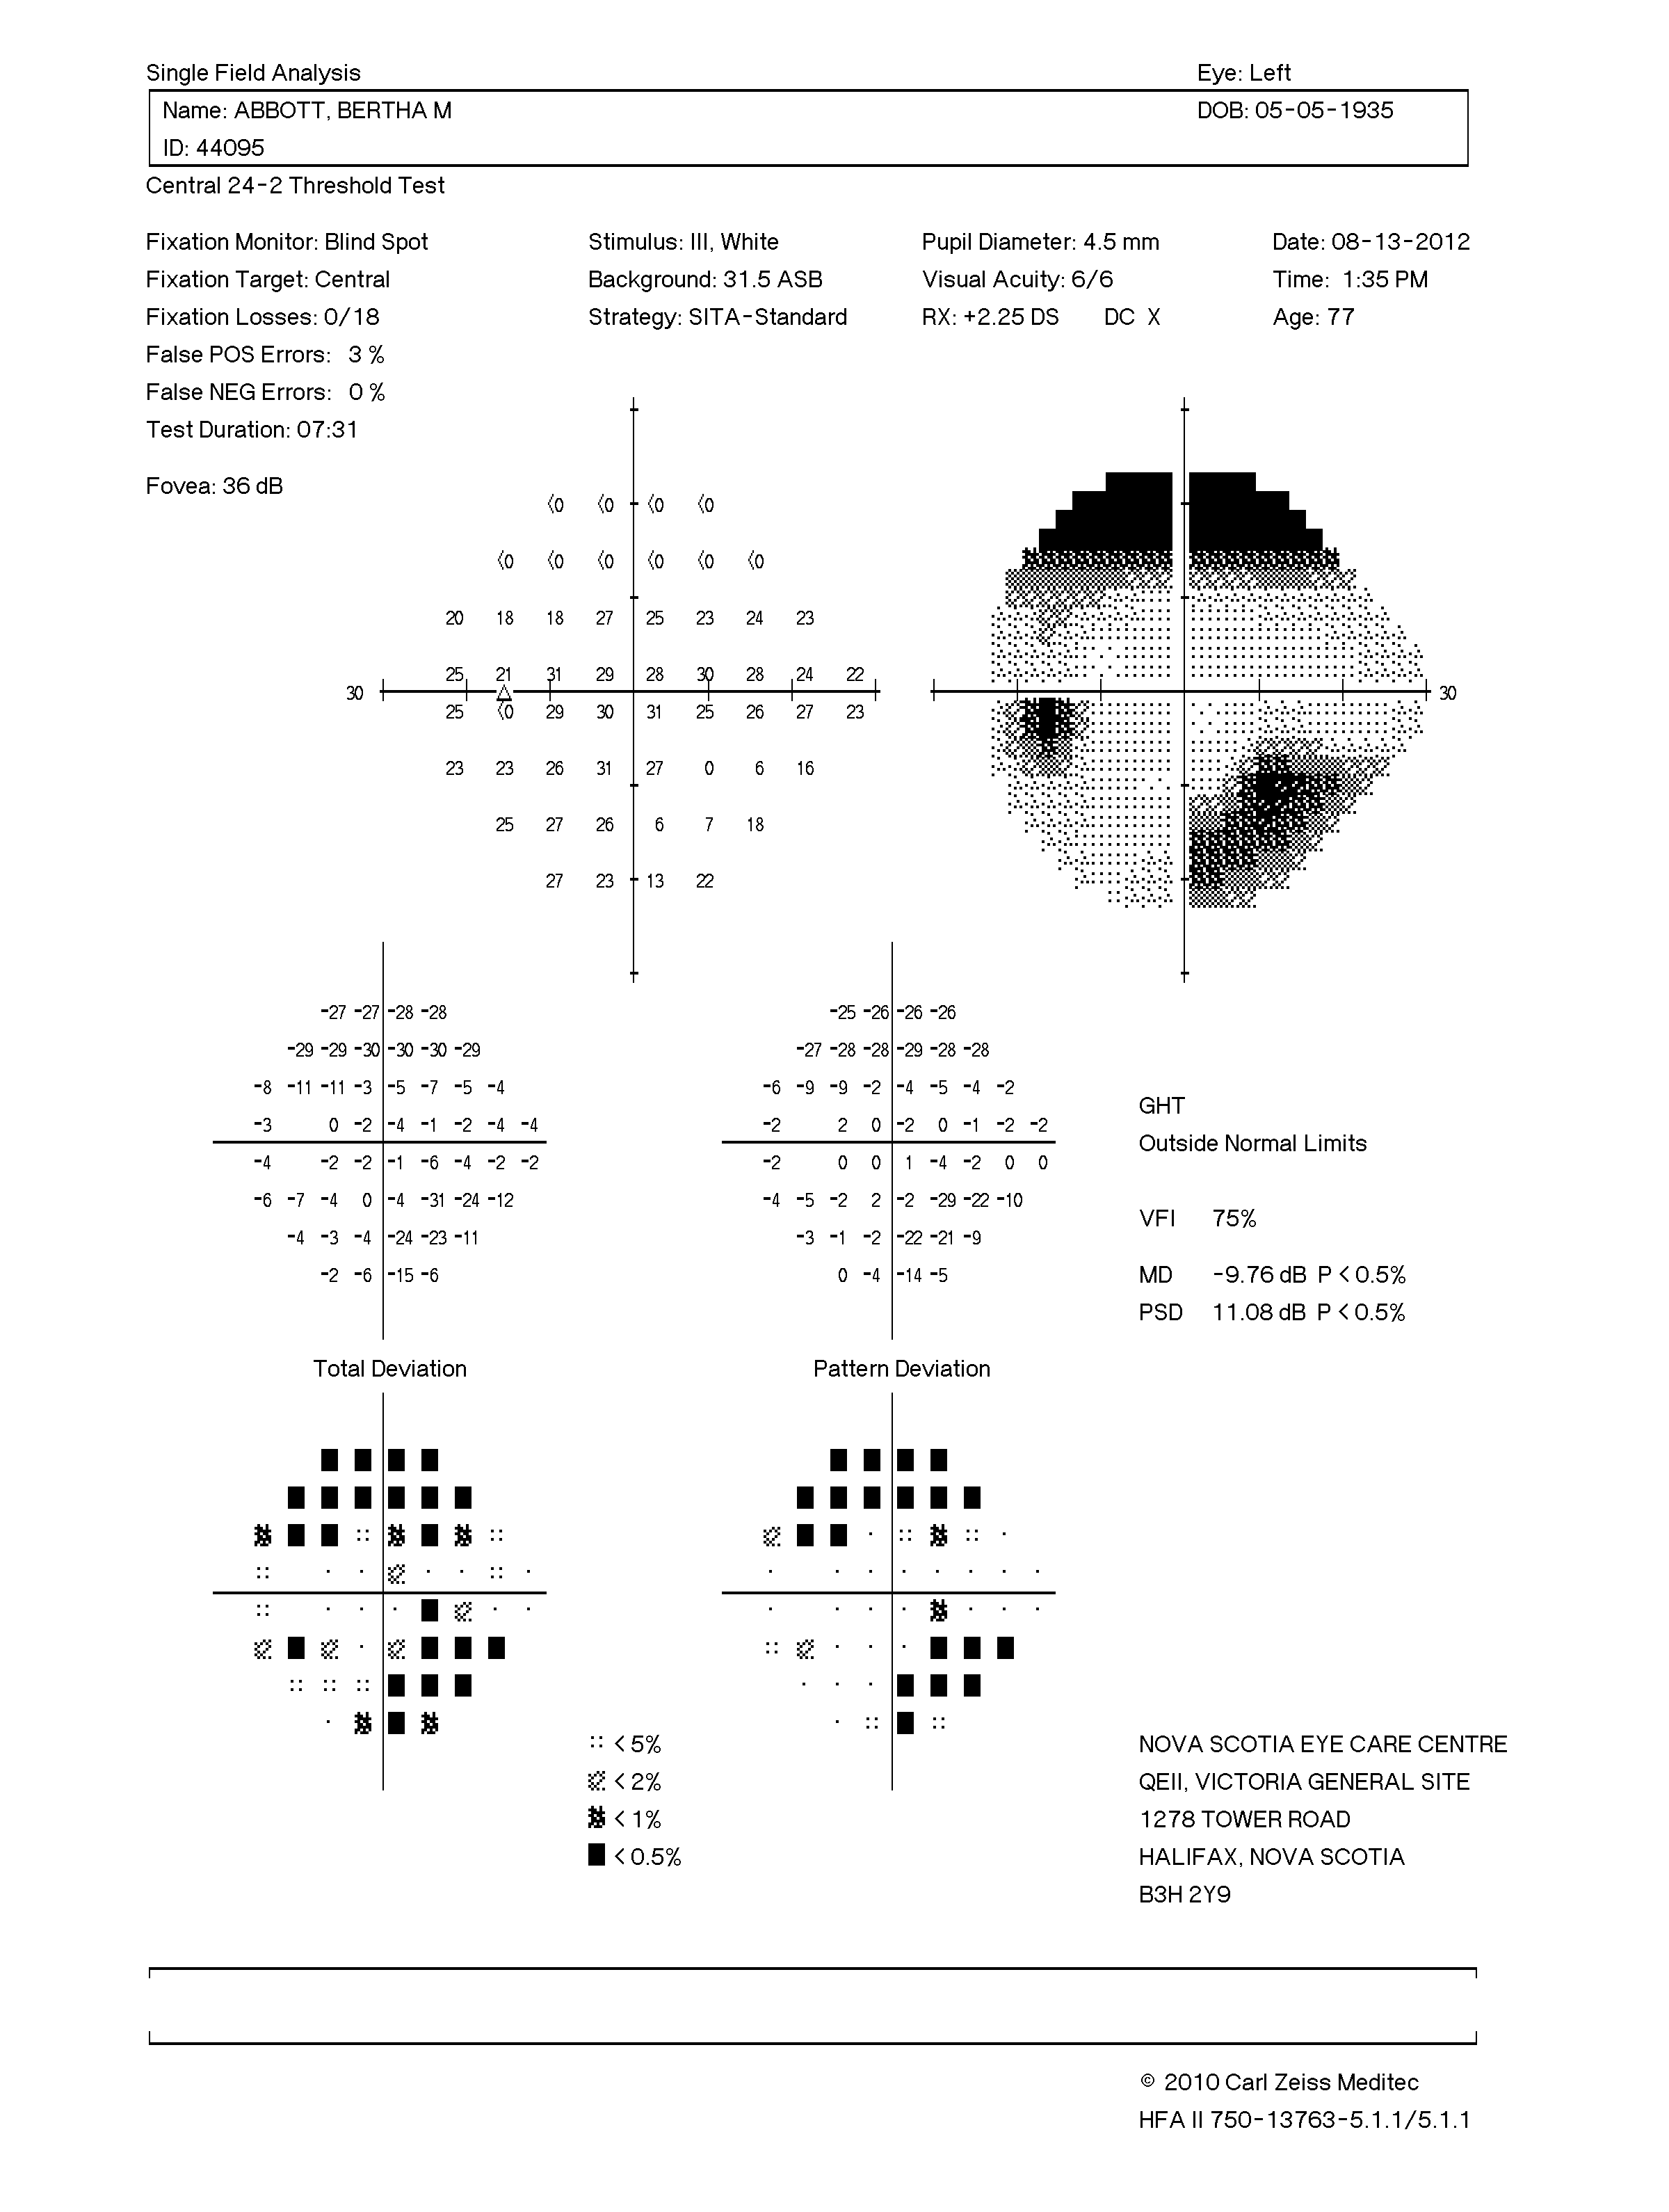 Single Field Analysis Eye: Left
Name: ABBOTT, BERTHA M DOB: 05-05-1935
ID: 44095
Central 24-2 Threshold Test
Fixation Monitor: Blind Spot Stimulus: III, White Pupil Diameter: 4.5 mm Date: 08-13-2012
Fixation Target: Central Background: 31.5 ASB Visual Acuity: 6/6 Time: 1:35 PM
Fixation Losses: 0/18 Strategy: SITA-Standard RX: +2.25 DS DC X Age: 77
False POS Errors: 3 %
False NEG Errors: 0 %
Test Duration: 07:31
Fovea: 36 dB
<0 <0 <0 <0
<0 <0 <0 <0 <0 <0
20 18 18 27 25 23 24 23
25 21 31 29 28 30 28 24 22
30 30
25 <0 29 30 31 25 26 27 23
23 23 26 31 27 0 6 16
25 27 26 6 7 18
27 23 13 22
-27 -27 -28 -28 -25 -26 -26 -26
-29 -29 -30 -30 -30 -29 -27 -28 -28 -29 -28 -28
-8 -11 -11 -3 -5 -7 -5 -4 -6 -9 -9 -2 -4 -5 -4 -2
-3 0 -2 -4 -1 -2 -4 -4 -2 2 0 -2 0 -1 -2 -2
-4 -2 -2 -1 -6 -4 -2 -2 -2 0 0 1 -4 -2 0 0
-6 -7 -4 0 -4 -31 -24 -12 -4 -5 -2 2 -2 -29 -22 -10
-4 -3 -4 -24 -23 -11 -3 -1 -2 -22 -21 -9
-2 -6 -15 -6 0 -4 -14 -5
GHT
Outside Normal Limits
VFI 75%
MD -9.76 dB P < 0.5%
PSD 11.08 dB P < 0.5%
Total Deviation Pattern Deviation
< 5%
< 2%
< 1%
< 0.5%
NOVA SCOTIA EYE CARE CENTRE
QEII, VICTORIA GENERAL SITE
1278 TOWER ROAD
HALIFAX, NOVA SCOTIA
B3H 2Y9
© 2010 Carl Zeiss Meditec
HFA II 750-13763-5.1.1/5.1.1